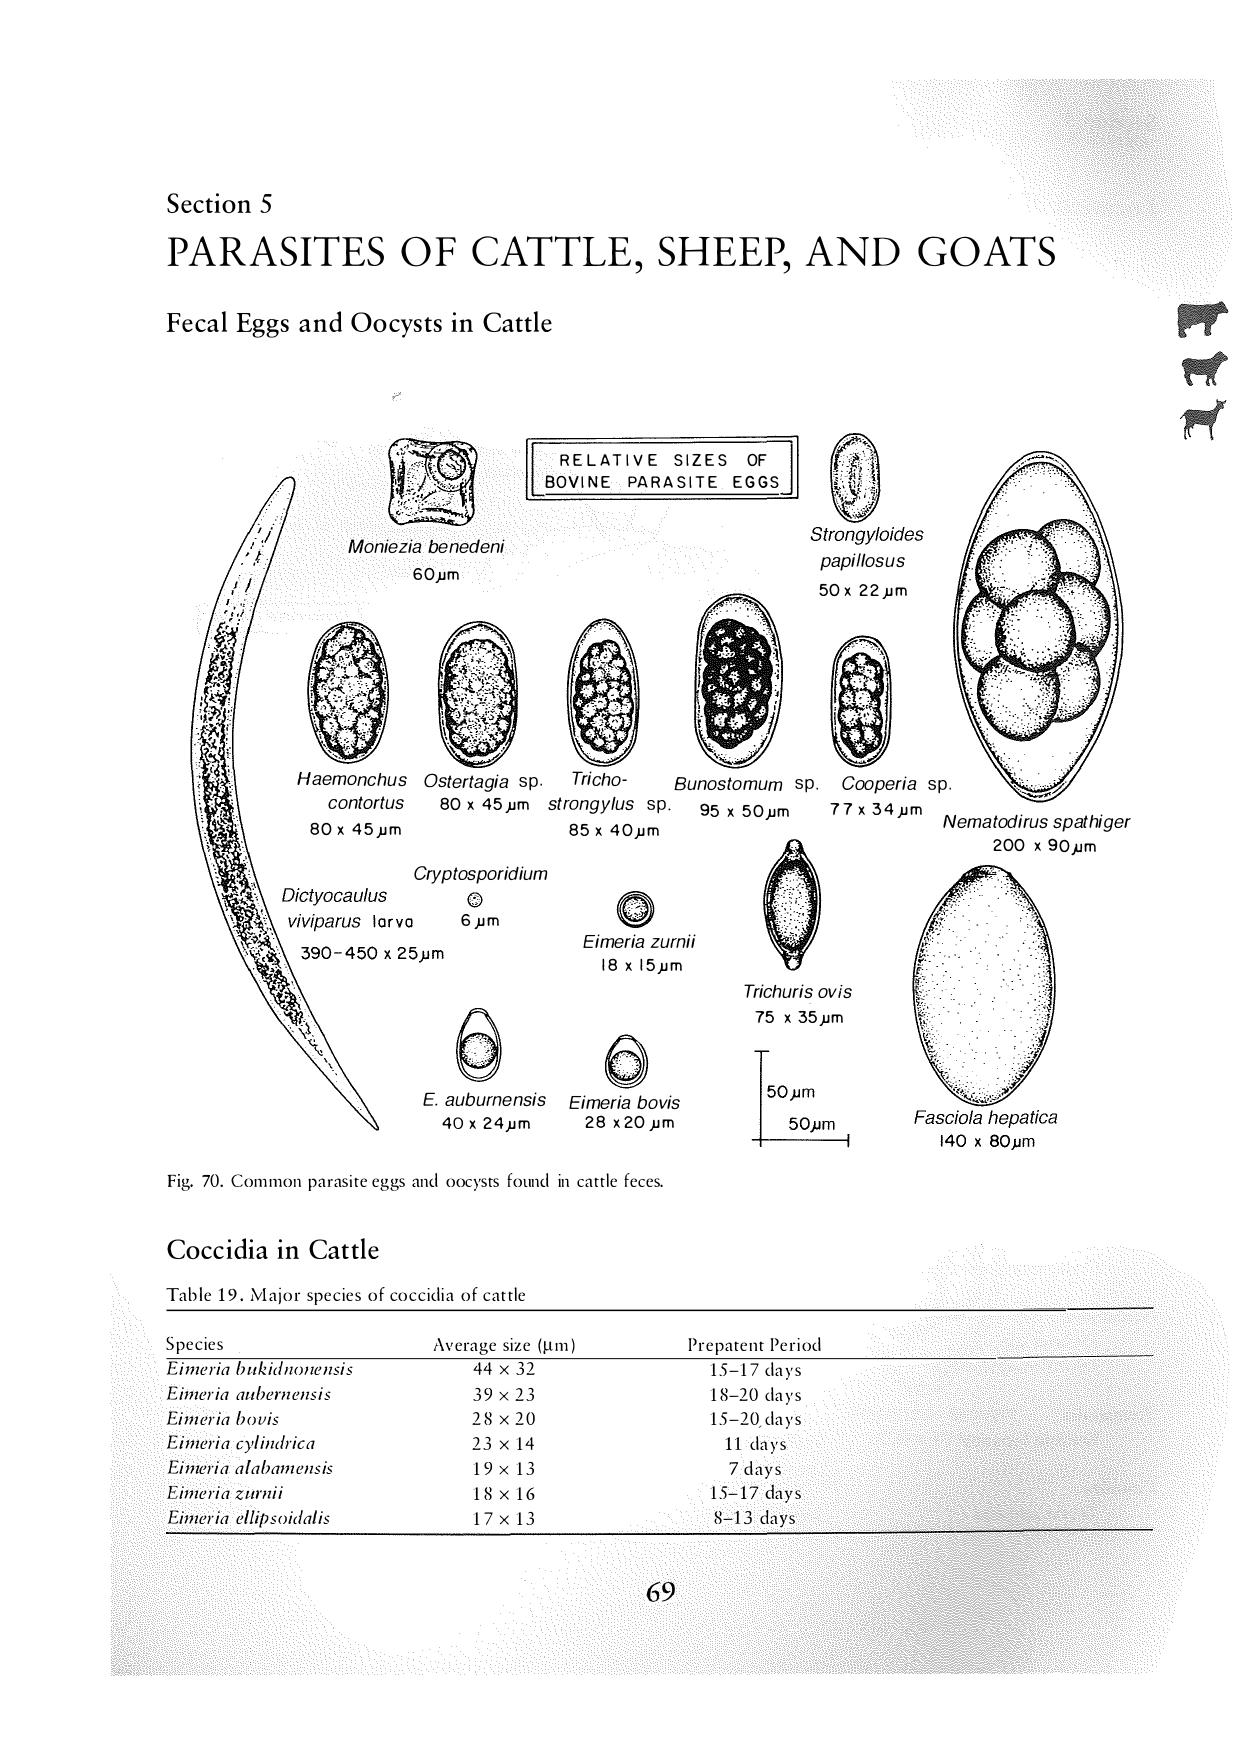 Section 5
PARASITES OF CATTLE, SHEEP, AND GOATS
Fecal Eggs and Oocysts in Cattle
RELATIVE SIZES OF
BOVINE PARASITE EGGS
Moniezia benedeni
60µm
Strongyloides
papillosus
50 x 22 µm
Haemonchus
contortus
80 x 45 µm
Ostertagia sp.
80 x 45 µm
Tricho-
strongylus sp.
85 x 40µm
Bunostomum sp.
95 x 50µm
Cooperia sp.
77 x 34 µm
Nematodirus spathiger
200 x 90µm
Dictyocaulus
viviparus larva
390-450 x 25µm
Cryptosporidium
6 µm
Eimeria zurnii
18 x 15µm
Trichuris ovis
75 x 35µm
E. auburnensis
40 x 24µm
Eimeria bovis
28 x 20 µm
50µm
50µm
Fasciola hepatica
140 x 80µm
Fig. 70. Common parasite eggs and oocysts found in cattle feces.
Coccidia in Cattle
Table 19. Major species of coccidia of cattle
Species Average size (µm) Prepatent Period
Eimeria bukidnonensis 44 × 32 15–17 days
Eimeria aubernensis 39 × 23 18–20 days
Eimeria bovis 28 × 20 15–20 days
Eimeria cylindrica 23 × 14 11 days
Eimeria alabamensis 19 × 13 7 days
Eimeria zurnii 18 × 16 15–17 days
Eimeria ellipsoidalis 17 × 13 8–13 days
69